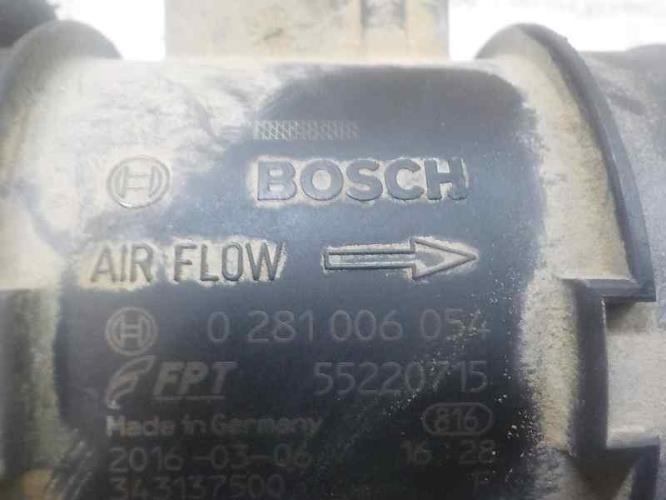 BOSCH
AIR FLOW
0 281 006 054
FPT 55220715
Made in Germany 816
2016-03-06 16:28
343137500